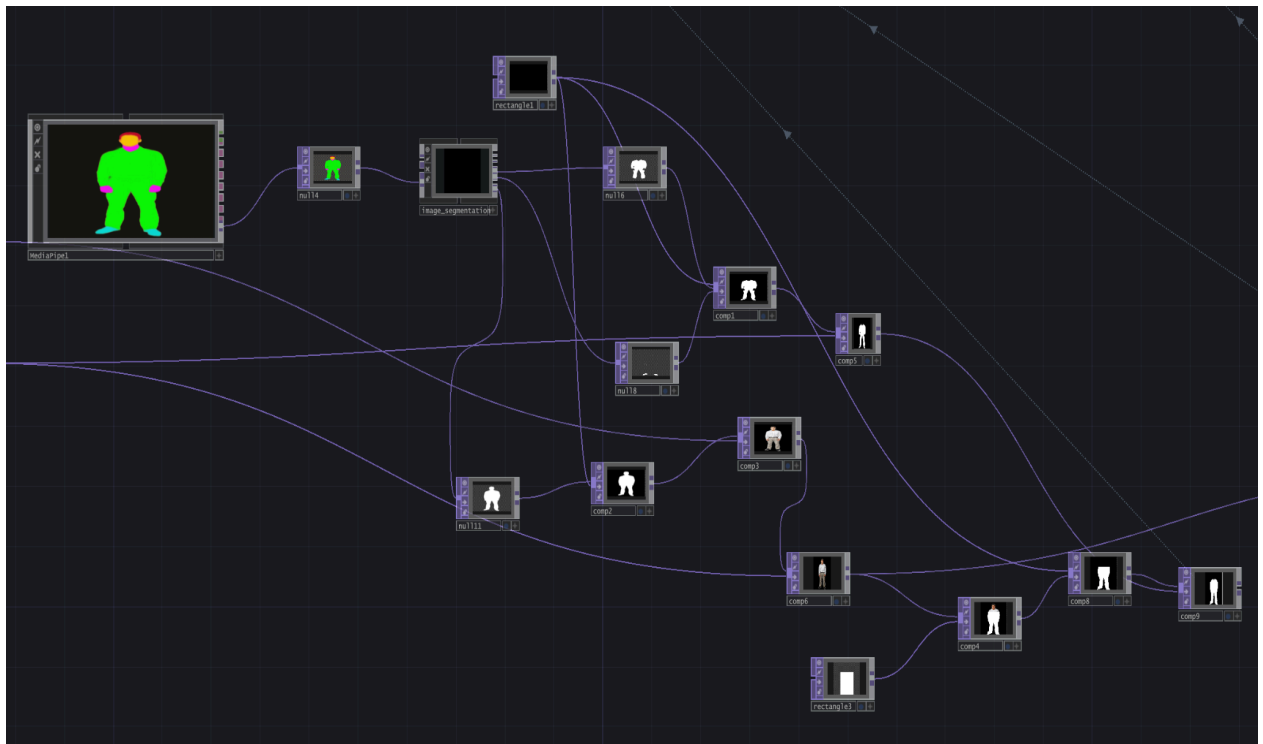 rectangle1
null4
image_segmentation
null6
MediaPipe1
comp1
comp5
null8
comp3
null11
comp2
comp6
comp8
comp9
comp4
rectangle3